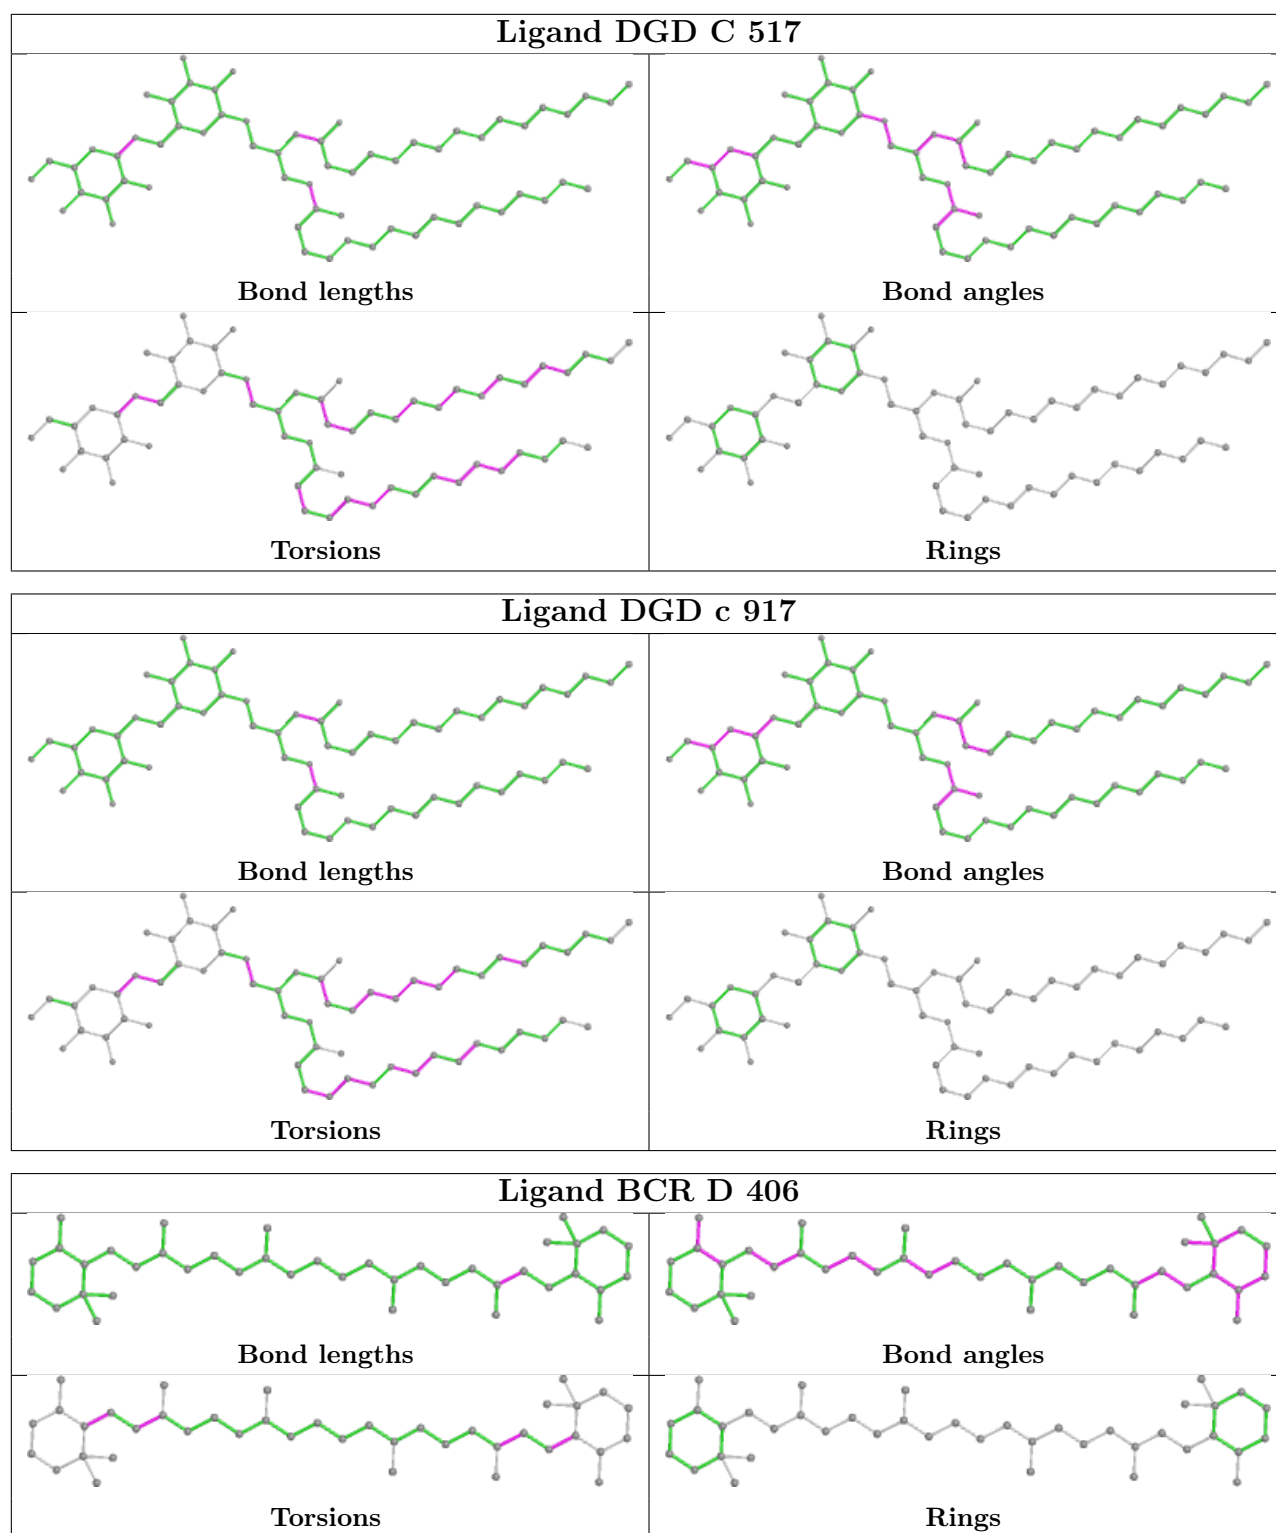 Ligand DGD C 517
Bond lengths
Bond angles
Torsions
Rings
Ligand DGD c 917
Bond lengths
Bond angles
Torsions
Rings
Ligand BCR D 406
Bond lengths
Bond angles
Torsions
Rings